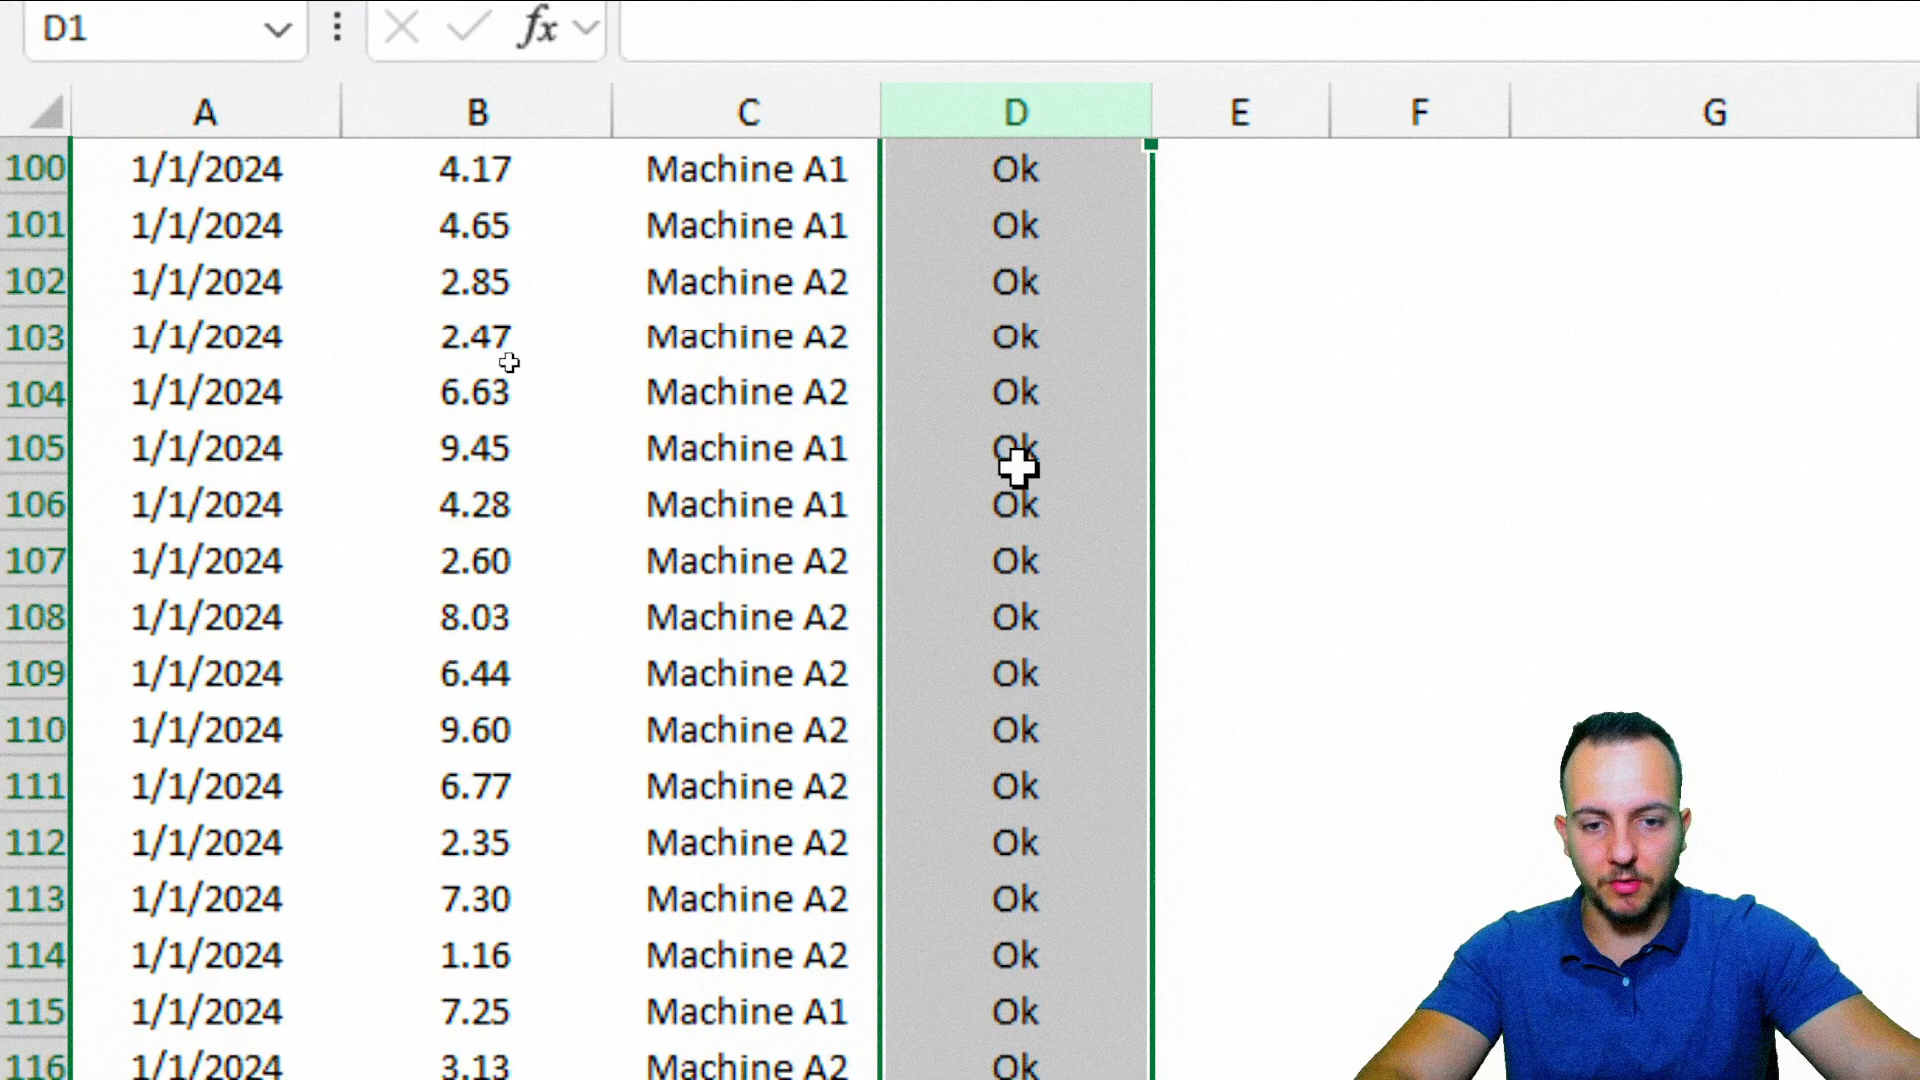 D1 fx
A B C D E F G
100 1/1/2024 4.17 Machine A1 Ok
101 1/1/2024 4.65 Machine A1 Ok
102 1/1/2024 2.85 Machine A2 Ok
103 1/1/2024 2.47 Machine A2 Ok
104 1/1/2024 6.63 Machine A2 Ok
105 1/1/2024 9.45 Machine A1 Ok
106 1/1/2024 4.28 Machine A1 Ok
107 1/1/2024 2.60 Machine A2 Ok
108 1/1/2024 8.03 Machine A2 Ok
109 1/1/2024 6.44 Machine A2 Ok
110 1/1/2024 9.60 Machine A2 Ok
111 1/1/2024 6.77 Machine A2 Ok
112 1/1/2024 2.35 Machine A2 Ok
113 1/1/2024 7.30 Machine A2 Ok
114 1/1/2024 1.16 Machine A2 Ok
115 1/1/2024 7.25 Machine A1 Ok
116 1/1/2024 3.13 Machine A2 Ok